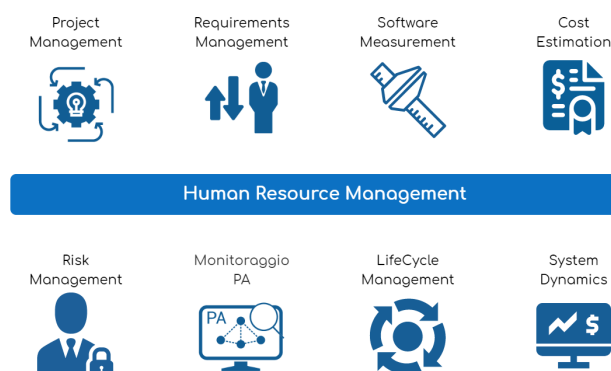 Project
Management
Requirements
Management
Software
Measurement
Cost
Estimation
$
Human Resource Management
Risk
Management
Monitoraggio
PA
LifeCycle
Management
System
Dynamics
PA
$